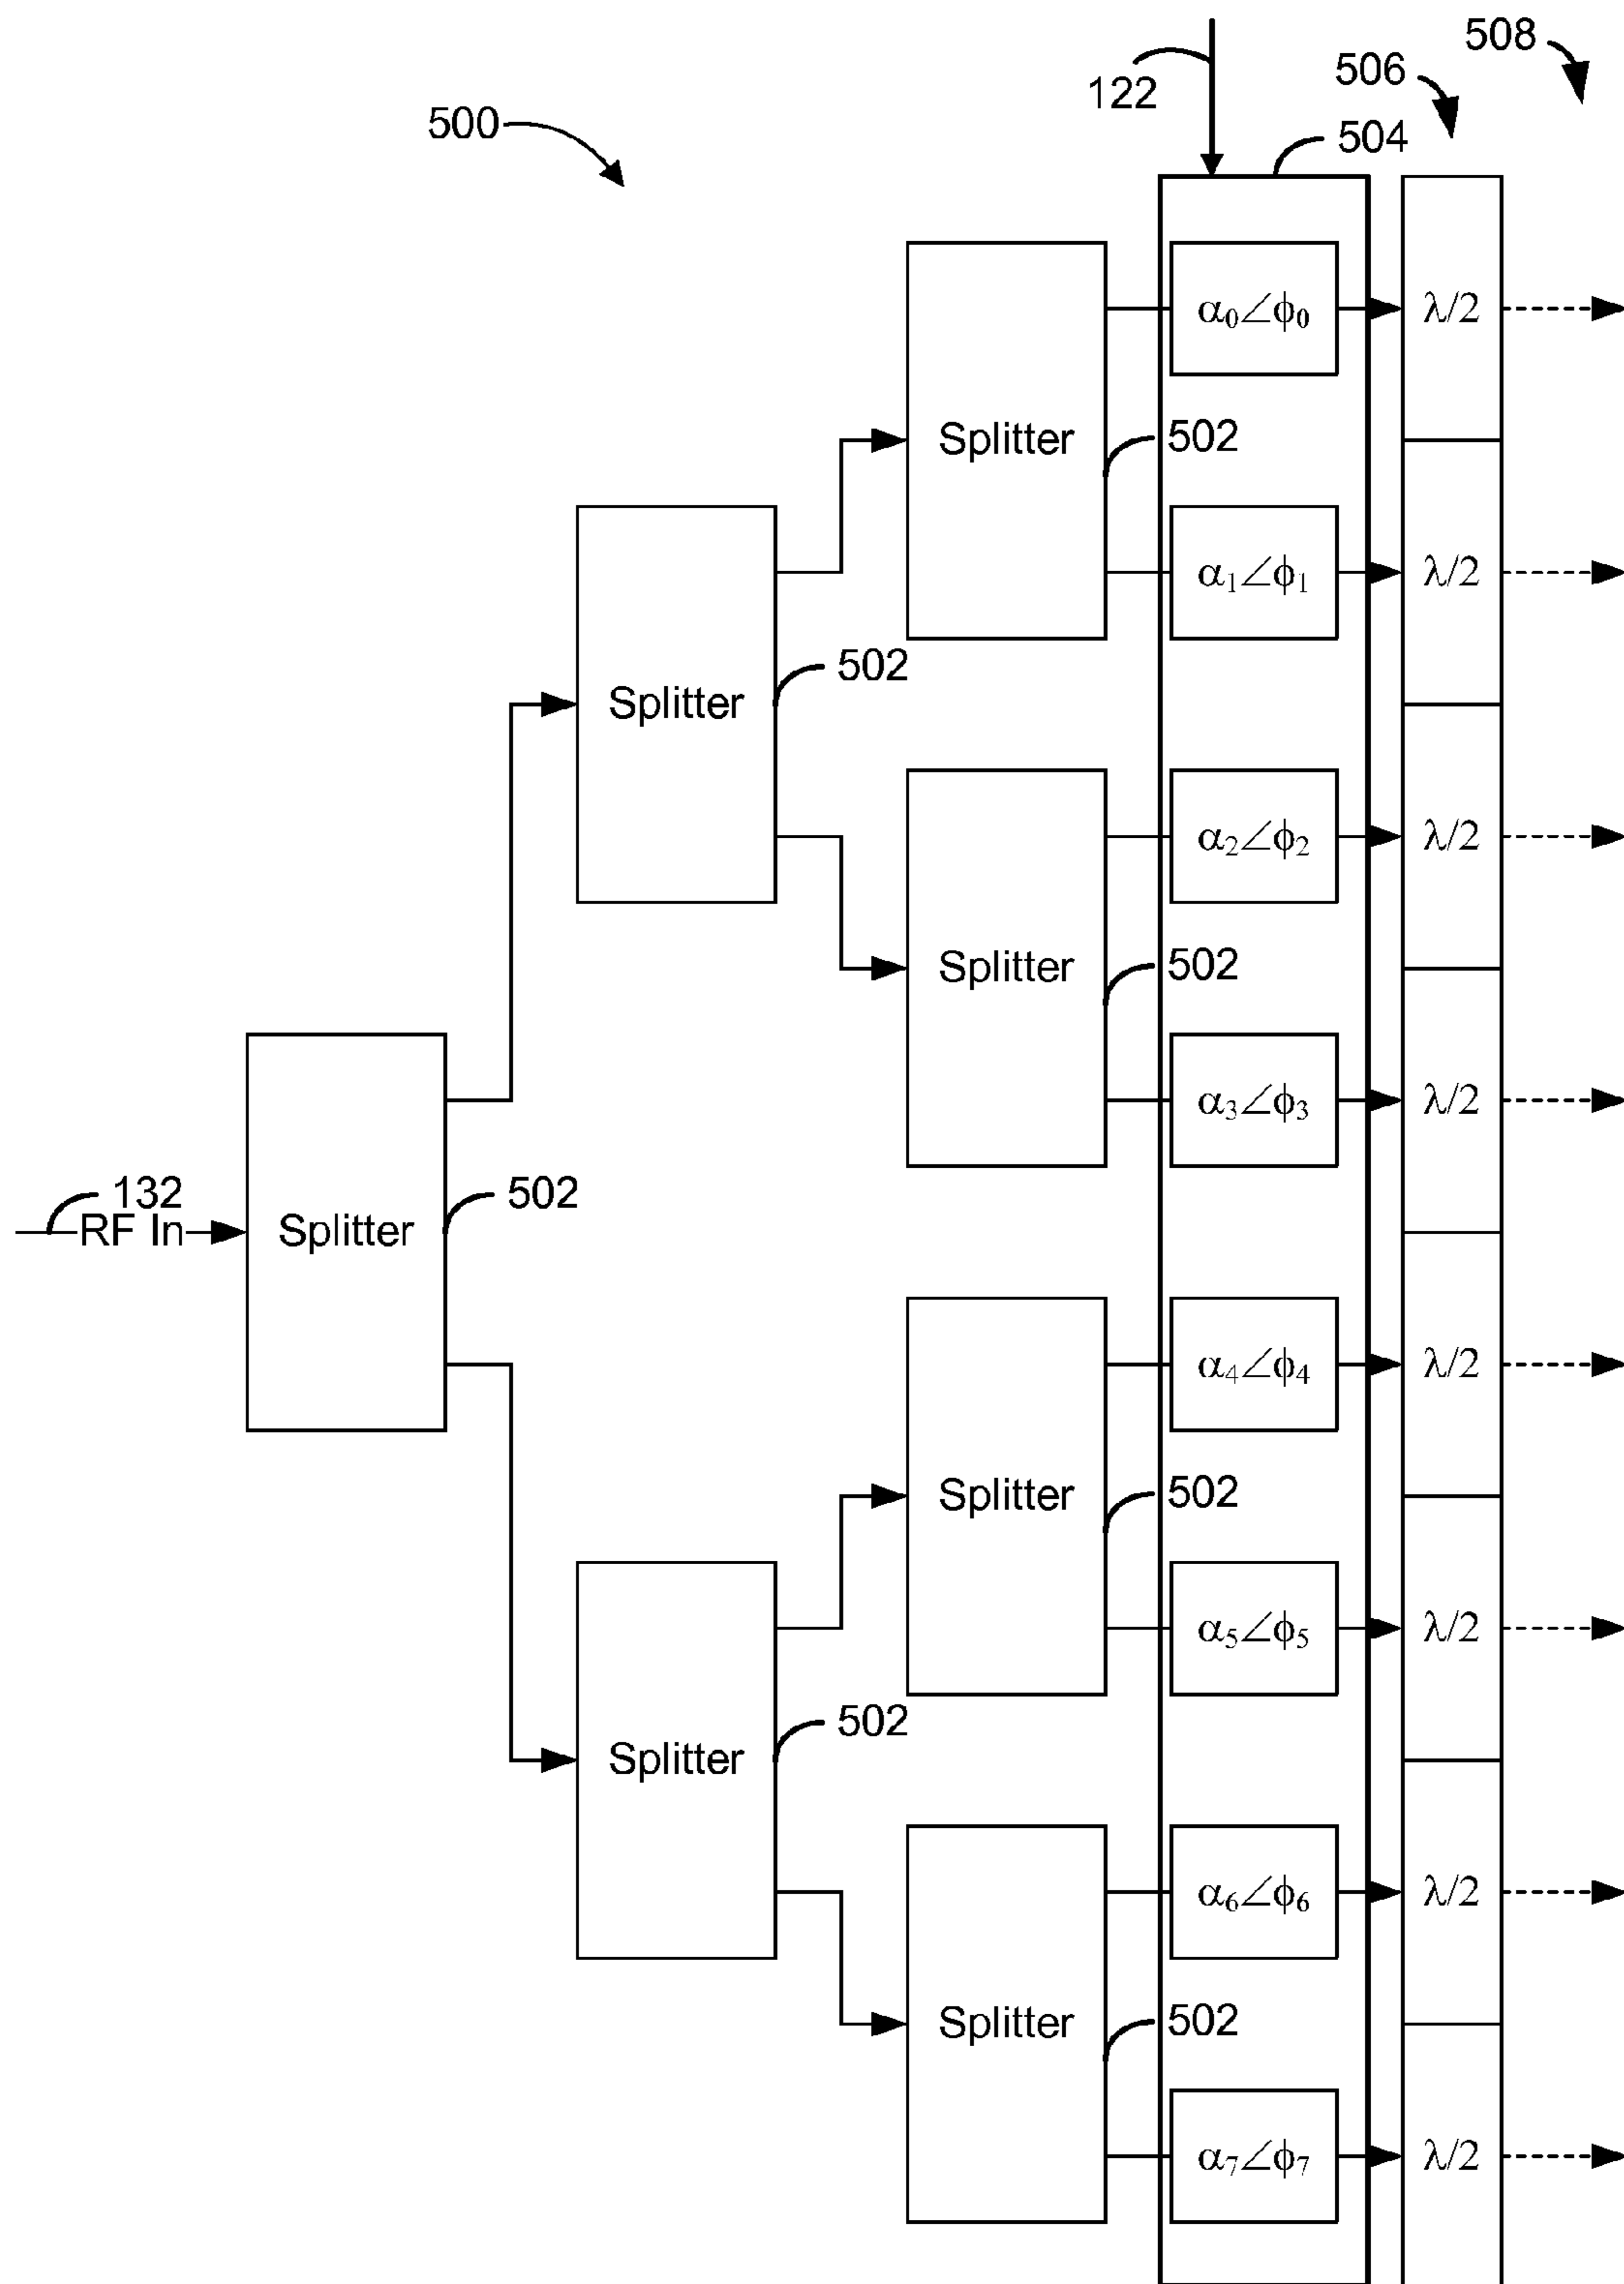 508
506
122
500
504
α₀∠ϕ₀
λ/2
Splitter
502
α₁∠ϕ₁
λ/2
502
Splitter
α₂∠ϕ₂
λ/2
Splitter
502
α₃∠ϕ₃
λ/2
132
RF In
Splitter
502
α₄∠ϕ₄
λ/2
Splitter
502
α₅∠ϕ₅
λ/2
502
Splitter
α₆∠ϕ₆
λ/2
Splitter
502
α₇∠ϕ₇
λ/2